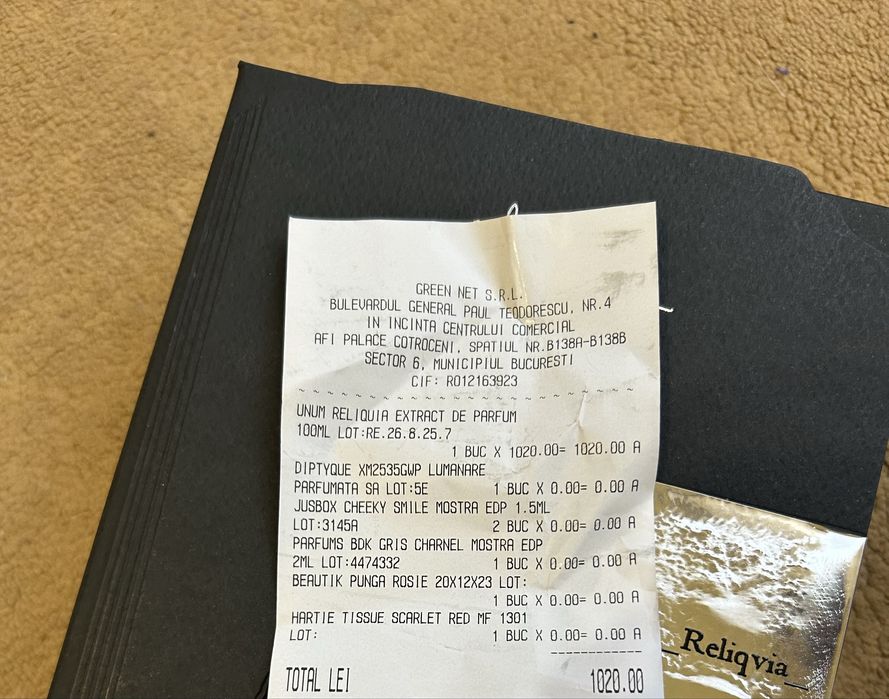 GREEN NET S.R.L.
BULEVARDUL GENERAL PAUL TEODORESCU, NR.4
IN INCINTA CENTRULUI COMERCIAL
AFI PALACE COTROCENI, SPATIUL NR.B138A-B138B
SECTOR 6, MUNICIPIUL BUCURESTI
CIF: RO12163923
UNUM RELIQUIA EXTRACT DE PARFUM
100ML LOT:RE.26.8.25.7
1 BUC X 1020.00= 1020.00 A
DIPTYQUE XM2535GWP LUMANARE
PARFUMATA SA LOT:5E 1 BUC X 0.00= 0.00 A
JUSBOX CHEEKY SMILE MOSTRA EDP 1.5ML
LOT:3145A 2 BUC X 0.00= 0.00 A
PARFUMS BDK GRIS CHARNEL MOSTRA EDP
2ML LOT:4474332 1 BUC X 0.00= 0.00 A
BEAUTIK PUNGA ROSIE 20X12X23 LOT:
1 BUC X 0.00= 0.00 A
HARTIE TISSUE SCARLET RED MF 1301
LOT: 1 BUC X 0.00= 0.00 A
TOTAL LEI 1020.00
_Reliqvia_